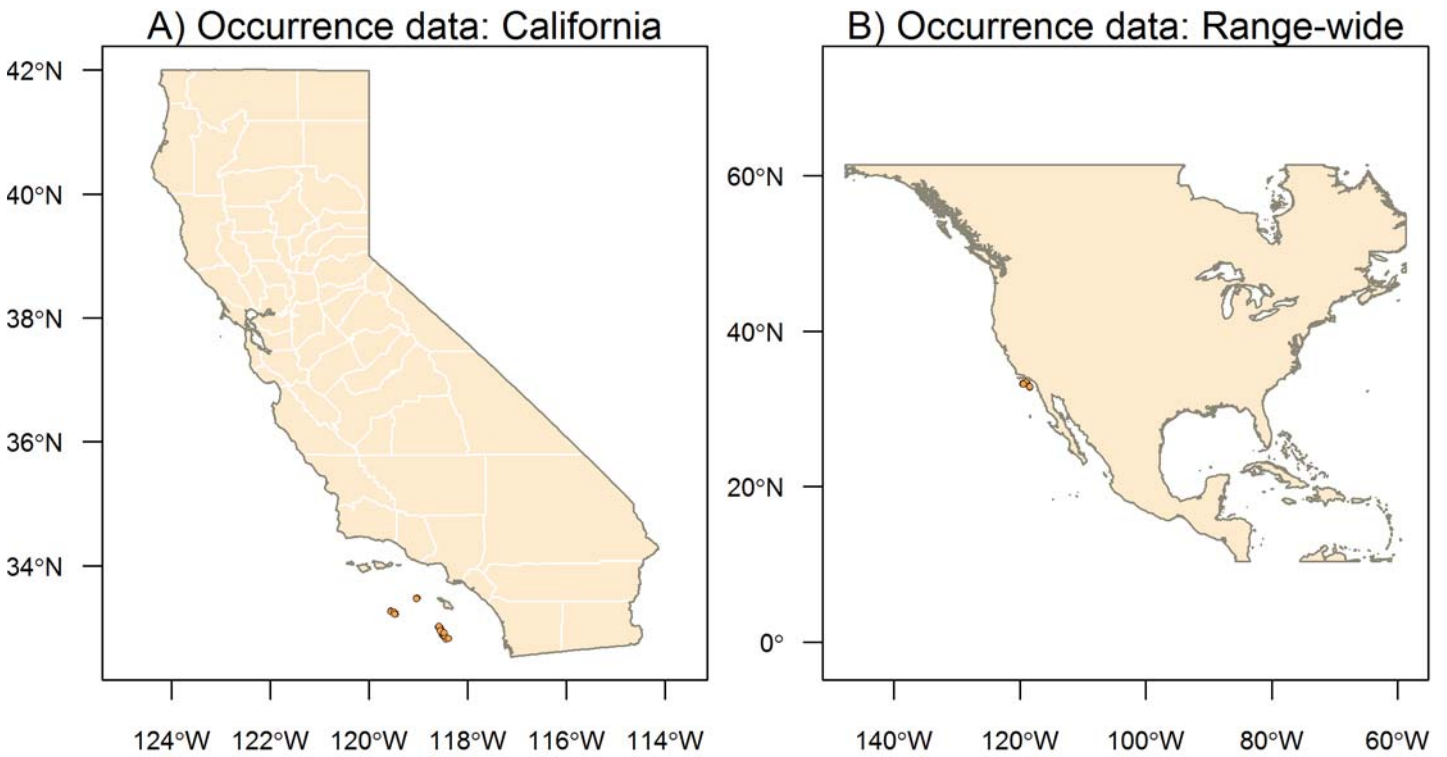 A) Occurrence data: California
42°N
40°N
38°N
36°N
34°N
124°W 122°W 120°W 118°W 116°W 114°W
B) Occurrence data: Range-wide
60°N
40°N
20°N
0°
140°W 120°W 100°W 80°W 60°W